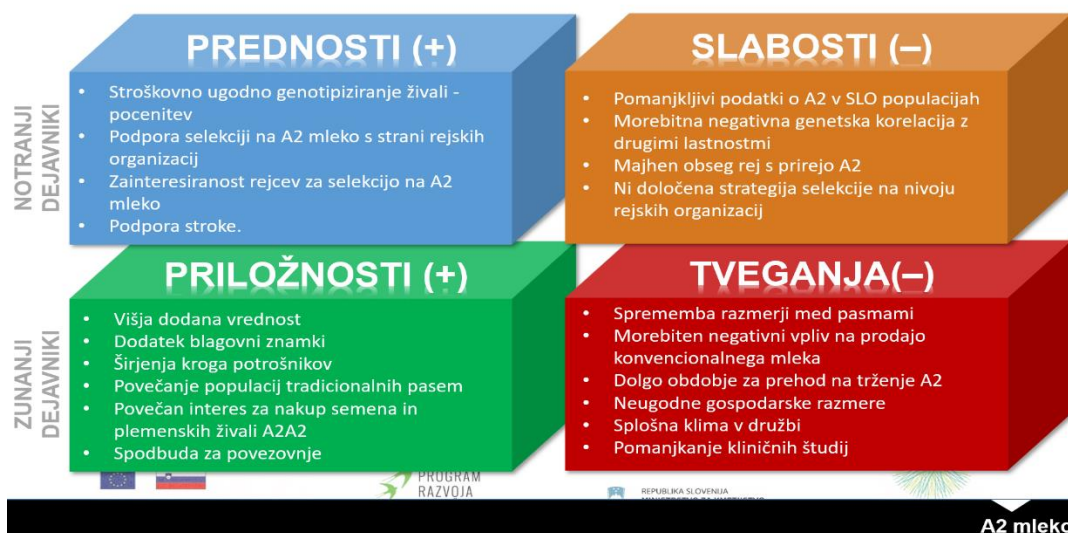 NOTRANJI
DEJAVNIKI
PREDNOSTI (+)
• Stroškovno ugodno genotipiziranje živali -
pocenitev
• Podpora selekciji na A2 mleko s strani rejskih
organizacij
• Zainteresiranost rejcev za selekcijo na A2
mleko
• Podpora stroke.
SLABOSTI (–)
• Pomanjkljivi podatki o A2 v SLO populacijah
• Morebitna negativna genetska korelacija z
drugimi lastnostmi
• Majhen obseg rej s prirejo A2
• Ni določena strategija selekcije na nivoju
rejskih organizacij
ZUNANJI
DEJAVNIKI
PRILOŽNOSTI (+)
• Višja dodana vrednost
• Dodatek blagovni znamki
• Širjenja kroga potrošnikov
• Povečanje populacij tradicionalnih pasem
• Povečan interes za nakup semena in
plemenskih živali A2A2
• Spodbuda za povezovnje
TVEGANJA(–)
• Sprememba razmerji med pasmami
• Morebiten negativni vpliv na prodajo
konvencionalnega mleka
• Dolgo obdobje za prehod na trženje A2
• Neugodne gospodarske razmere
• Splošna klima v družbi
• Pomanjkanje kliničnih študij
PROGRAM
RAZVOJA
REPUBLIKA SLOVENIJA
MINISTRSTVO ZA KMETIJSTVO
A2 mleko